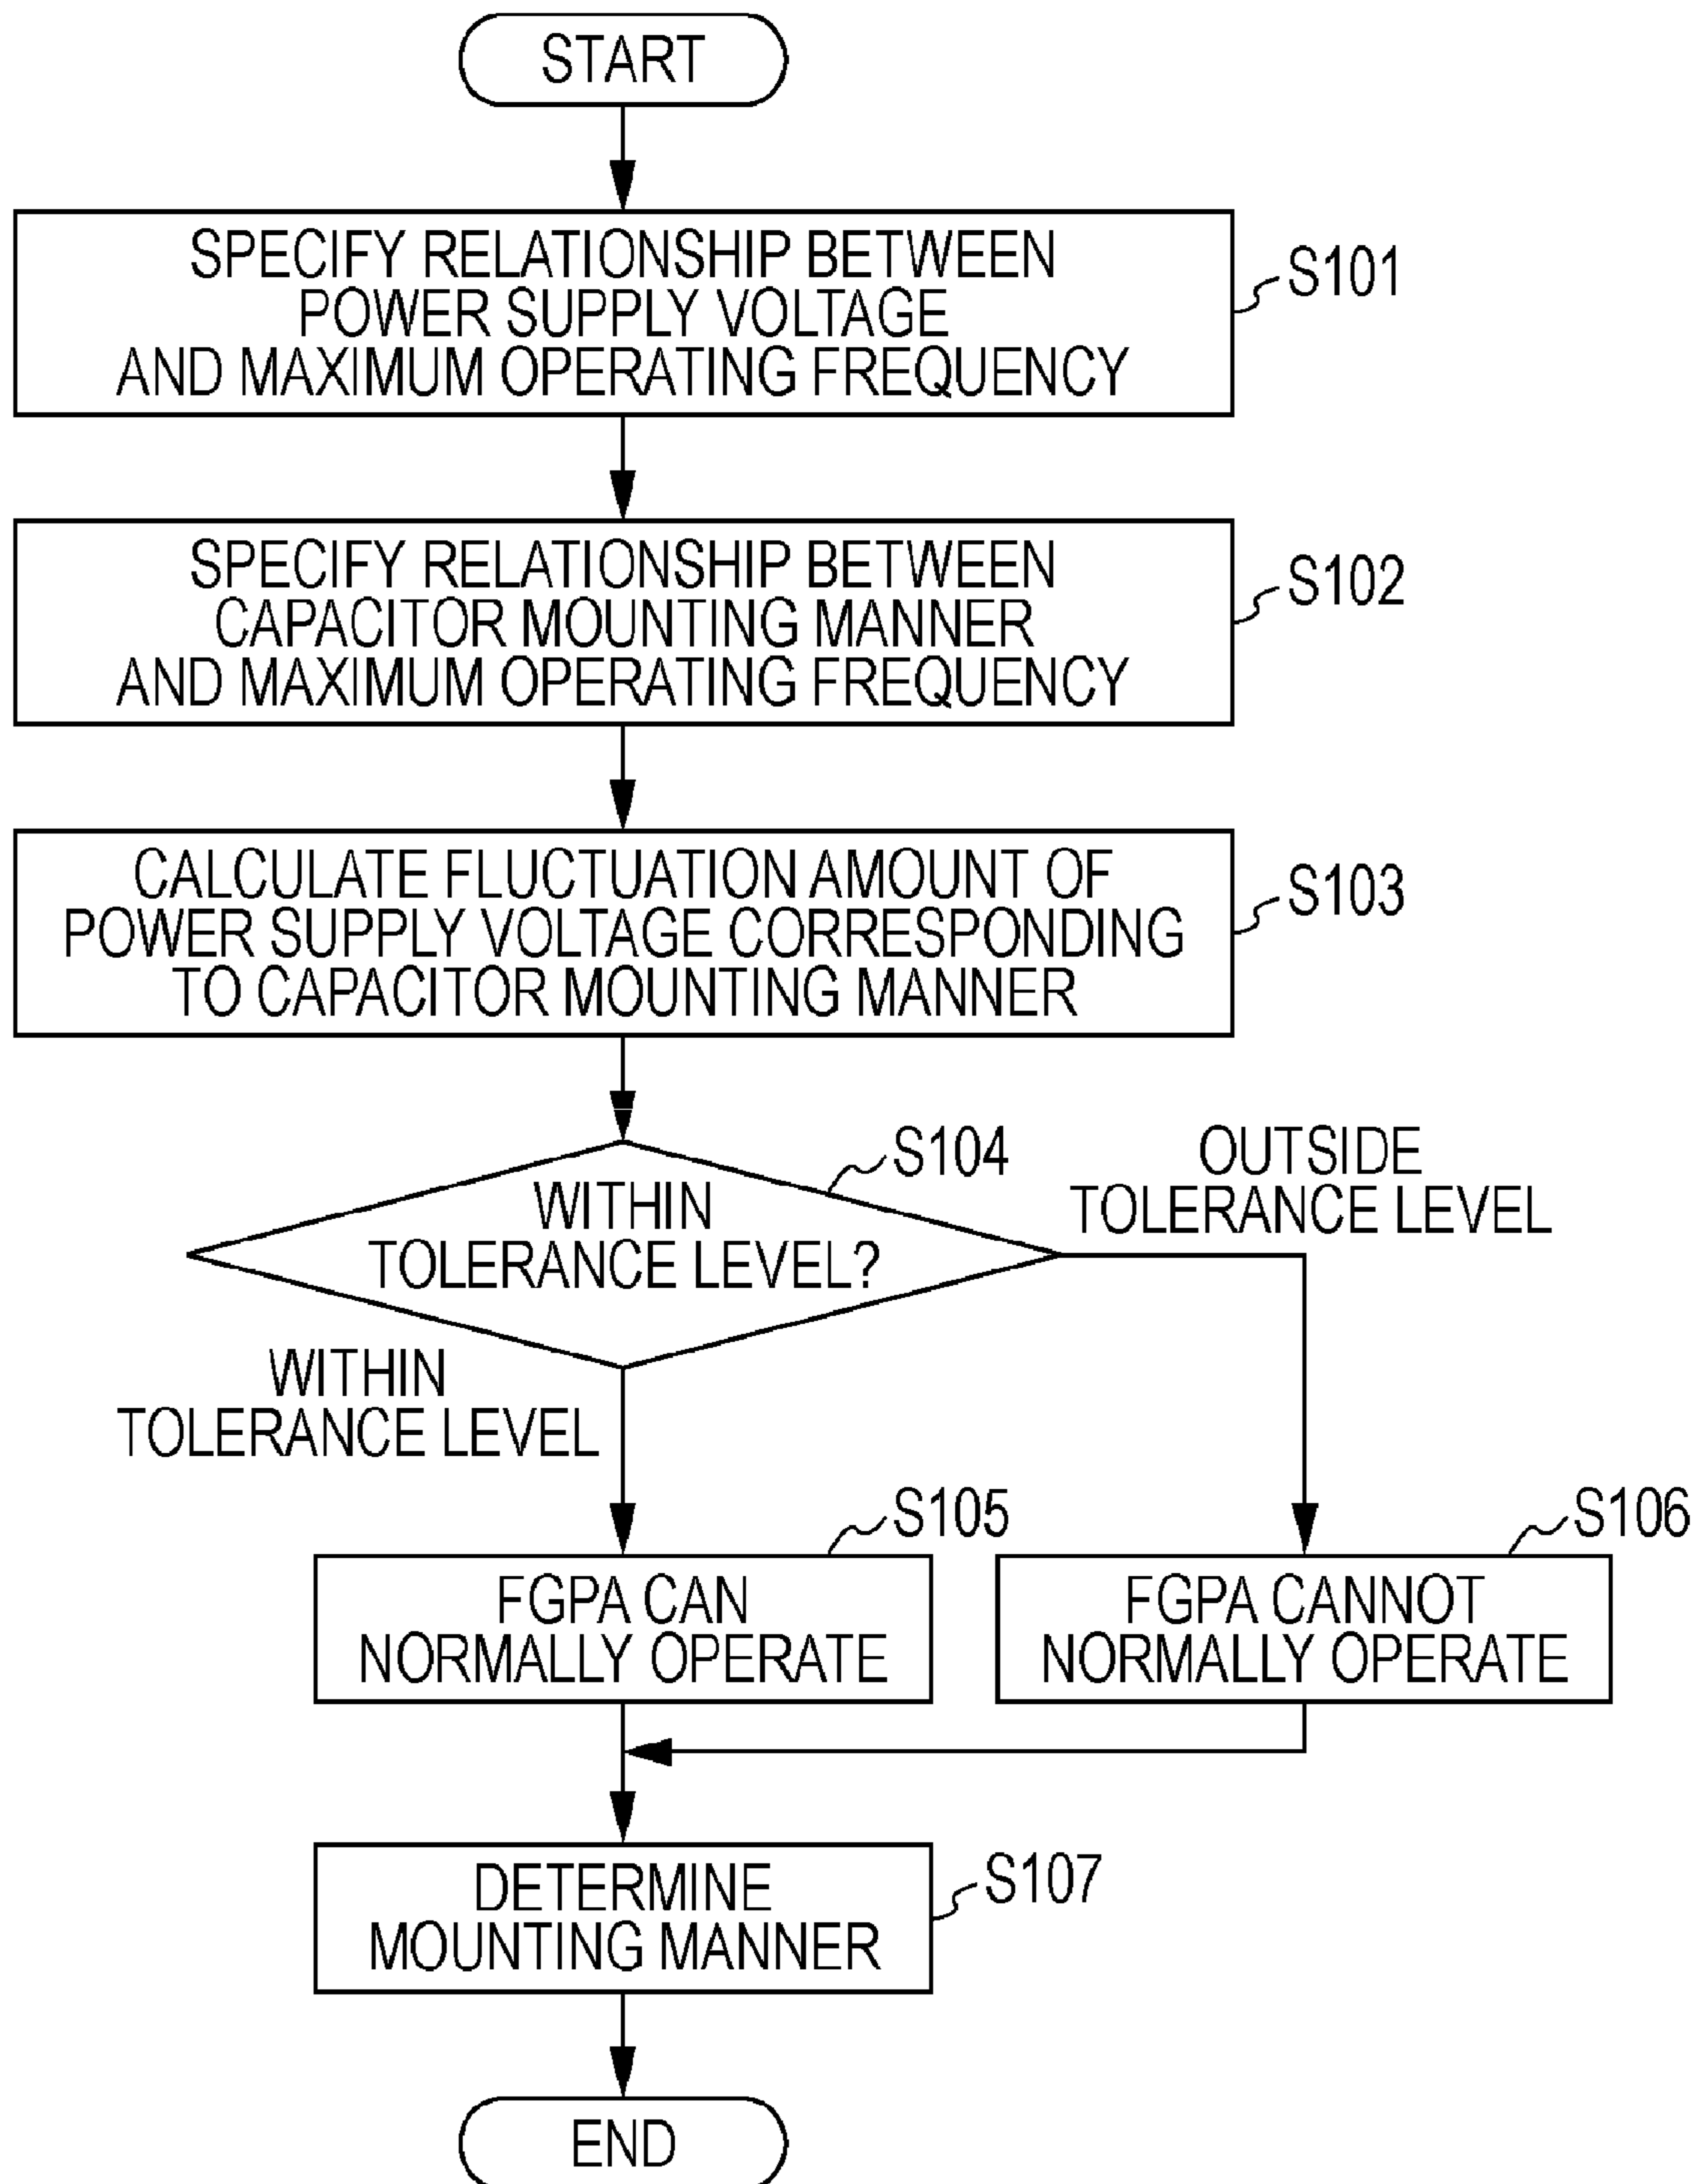 START
SPECIFY RELATIONSHIP BETWEEN
POWER SUPPLY VOLTAGE
AND MAXIMUM OPERATING FREQUENCY
S101
SPECIFY RELATIONSHIP BETWEEN
CAPACITOR MOUNTING MANNER
AND MAXIMUM OPERATING FREQUENCY
S102
CALCULATE FLUCTUATION AMOUNT OF
POWER SUPPLY VOLTAGE CORRESPONDING
TO CAPACITOR MOUNTING MANNER
S103
S104
WITHIN
TOLERANCE LEVEL?
OUTSIDE
TOLERANCE LEVEL
WITHIN
TOLERANCE LEVEL
S105
FGPA CAN
NORMALLY OPERATE
S106
FGPA CANNOT
NORMALLY OPERATE
DETERMINE
MOUNTING MANNER
S107
END